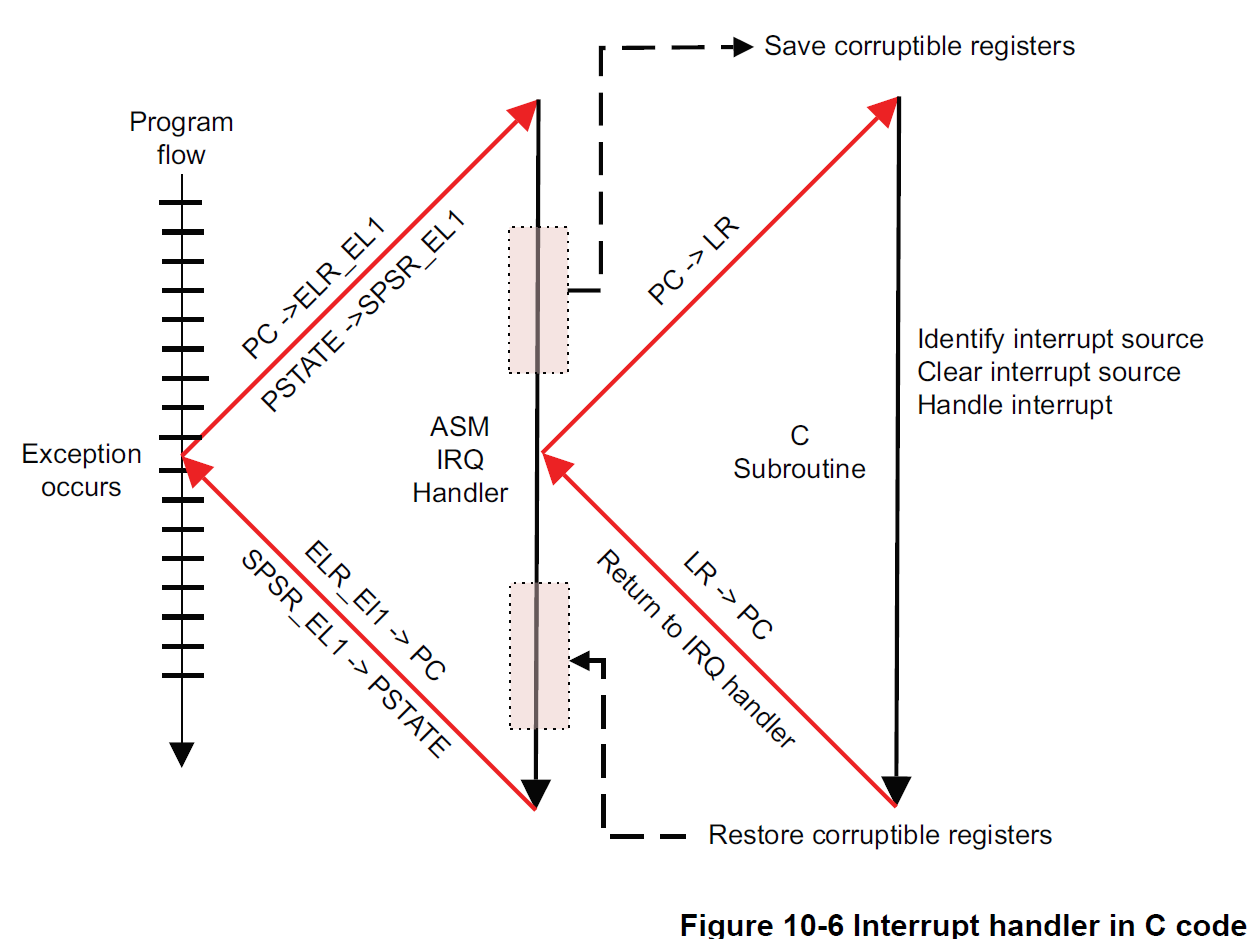 Save corruptible registers
Program
flow
PC ->ELR_EL1
PSTATE ->SPSR_EL1
PC -> LR
Identify interrupt source
Clear interrupt source
Handle interrupt
ASM
IRQ
Handler
C
Subroutine
Exception
occurs
ELR_El1 -> PC
SPSR_EL1 -> PSTATE
LR -> PC
Return to IRQ handler
Restore corruptible registers
Figure 10-6 Interrupt handler in C code